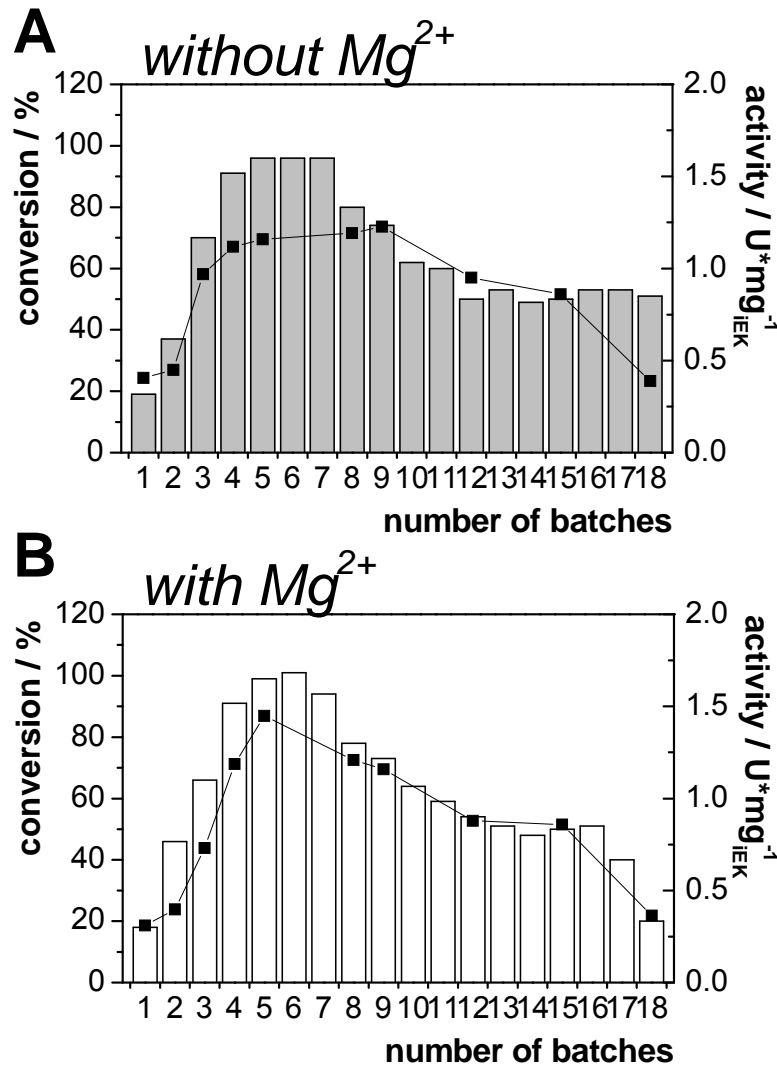 A
without Mg2+
120
100
80
60
40
20
0
conversion / %
2.0
1.5
1.0
0.5
0.0
activity / U*mg-1iEK
1 2 3 4 5 6 7 8 9 10 11 12 13 14 15 16 17 18
number of batches
B
with Mg2+
120
100
80
60
40
20
0
conversion / %
2.0
1.5
1.0
0.5
0.0
activity / U*mg-1iEK
1 2 3 4 5 6 7 8 9 10 11 12 13 14 15 16 17 18
number of batches